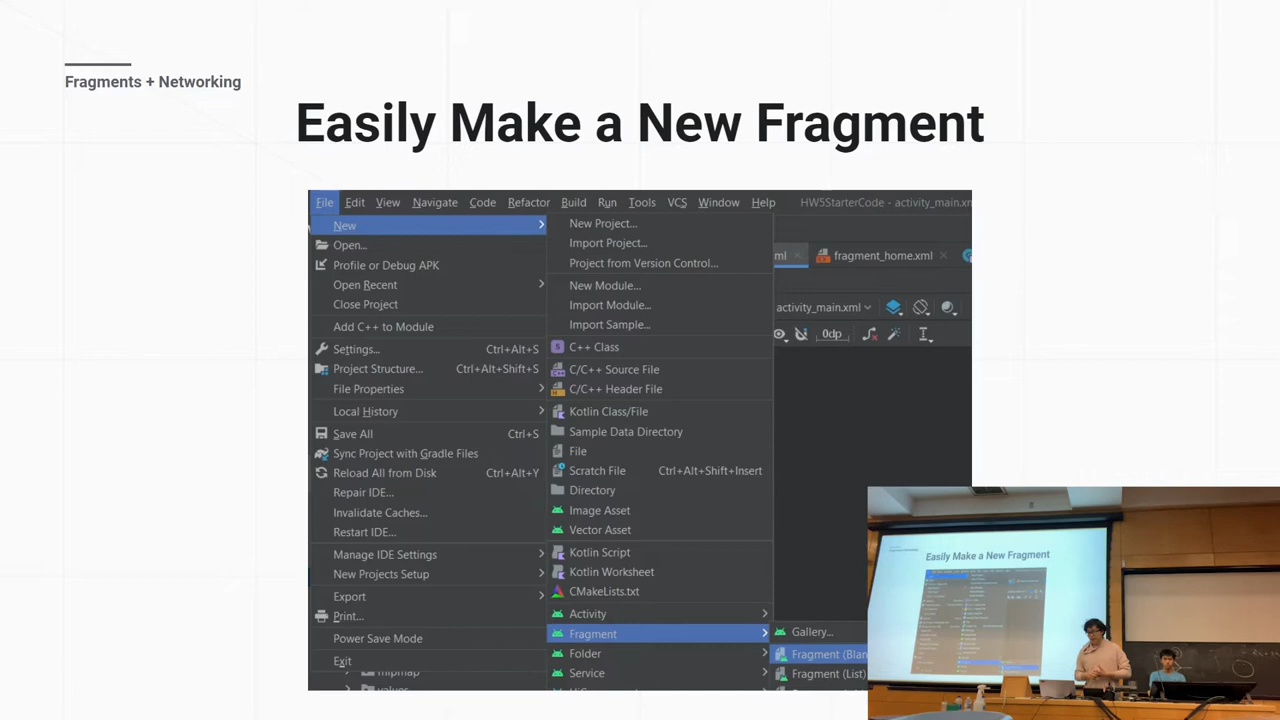 Fragments + Networking
Easily Make a New Fragment
File Edit View Navigate Code Refactor Build Run Tools VCS Window Help HW5StarterCode - activity_main.xm
New
Open...
Profile or Debug APK
Open Recent
Close Project
Add C++ to Module
Settings... Ctrl+Alt+S
Project Structure... Ctrl+Alt+Shift+S
File Properties
Local History
Save All Ctrl+S
Sync Project with Gradle Files
Reload All from Disk Ctrl+Alt+Y
Repair IDE...
Invalidate Caches...
Restart IDE...
Manage IDE Settings
New Projects Setup
Export
Print...
Power Save Mode
Exit
mipmap
values
New Project...
Import Project...
Project from Version Control...
New Module...
Import Module...
Import Sample...
C++ Class
C/C++ Source File
C/C++ Header File
Kotlin Class/File
Sample Data Directory
File
Scratch File Ctrl+Alt+Shift+Insert
Directory
Image Asset
Vector Asset
Kotlin Script
Kotlin Worksheet
CMakeLists.txt
Activity
Fragment
Folder
Service
ml
fragment_home.xml
activity_main.xml
0dp
Gallery...
Fragment (Blan
Fragment (List)
Fragments + Networking
Easily Make a New Fragment